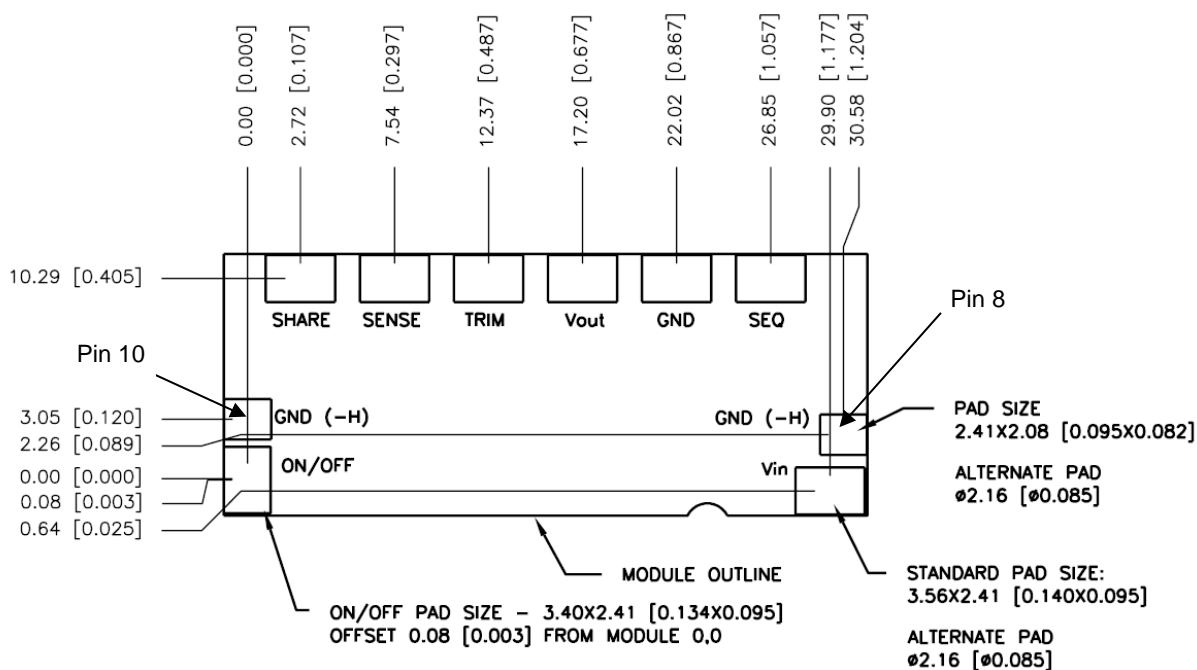 0.00 [0.000]
2.72 [0.107]
7.54 [0.297]
12.37 [0.487]
17.20 [0.677]
22.02 [0.867]
26.85 [1.057]
29.90 [1.177]
30.58 [1.204]
10.29 [0.405]
SHARE
SENSE
TRIM
Vout
GND
SEQ
Pin 8
Pin 10
3.05 [0.120]
GND (-H)
GND (-H)
2.26 [0.089]
PAD SIZE
2.41X2.08 [0.095X0.082]
ALTERNATE PAD
ø2.16 [ø0.085]
0.00 [0.000]
ON/OFF
Vin
0.08 [0.003]
0.64 [0.025]
MODULE OUTLINE
STANDARD PAD SIZE:
3.56X2.41 [0.140X0.095]
ALTERNATE PAD
ø2.16 [ø0.085]
ON/OFF PAD SIZE - 3.40X2.41 [0.134X0.095]
OFFSET 0.08 [0.003] FROM MODULE 0,0